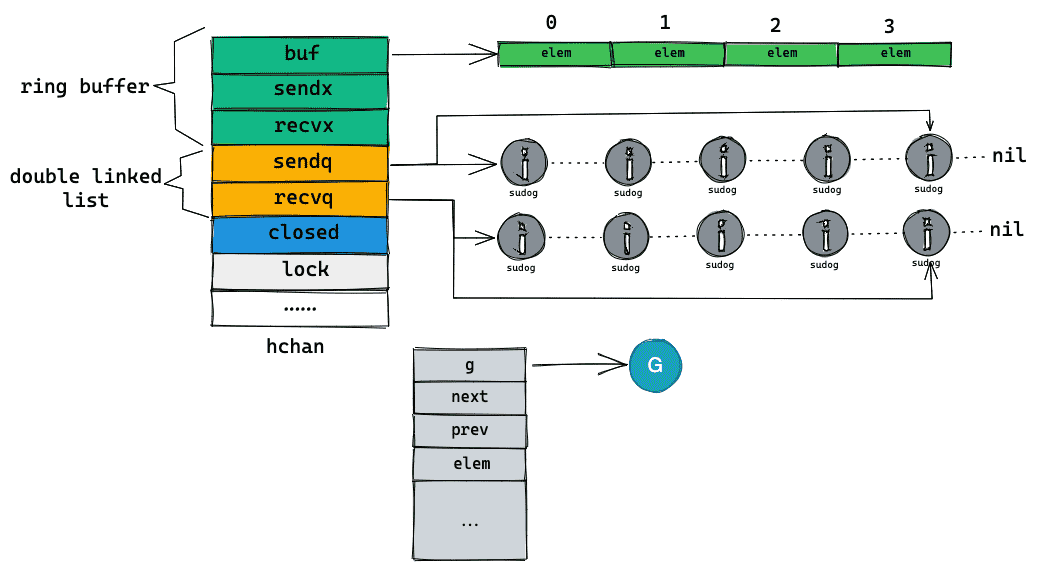 0 1 2 3
buf
elem elem elem elem
ring buffer
sendx
recvx
sendq
nil
sudog sudog sudog sudog sudog
double linked
list
recvq
closed
nil
sudog sudog sudog sudog sudog
lock
......
hchan
g
G
next
prev
elem
...